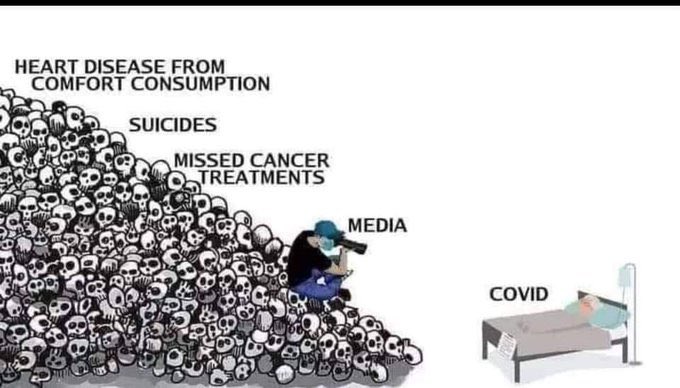 HEART DISEASE FROM
COMFORT CONSUMPTION
SUICIDES
MISSED CANCER
TREATMENTS
MEDIA
COVID